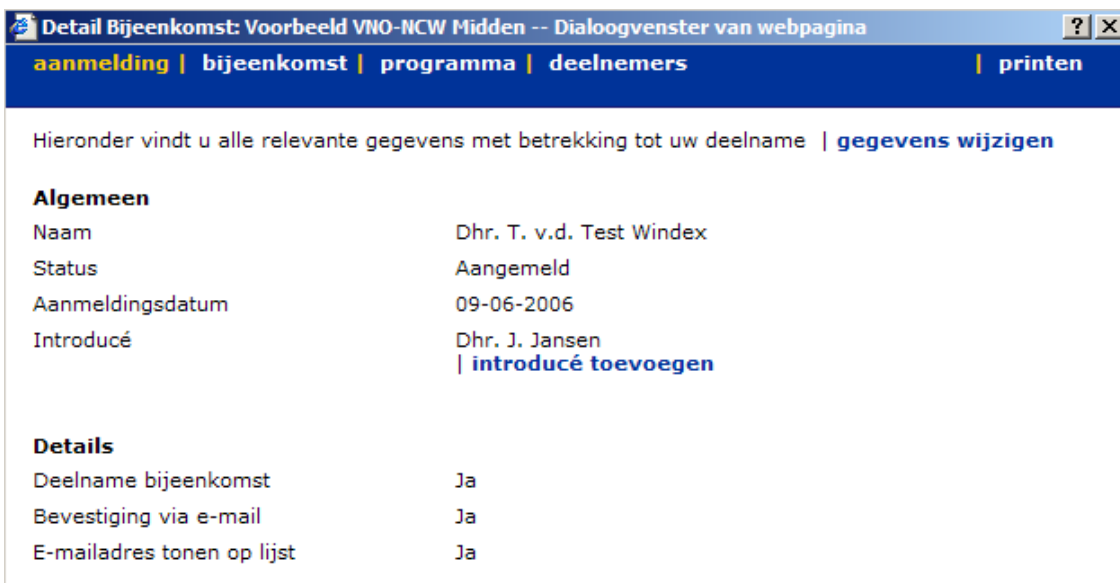 Detail Bijeenkomst: Voorbeeld VNO-NCW Midden -- Dialoogvenster van webpagina ? X
aanmelding | bijeenkomst | programma | deelnemers | printen
Hieronder vindt u alle relevante gegevens met betrekking tot uw deelname | gegevens wijzigen
Algemeen
Naam Dhr. T. v.d. Test Windex
Status Aangemeld
Aanmeldingsdatum 09-06-2006
Introducé Dhr. J. Jansen
| introducé toevoegen
Details
Deelname bijeenkomst Ja
Bevestiging via e-mail Ja
E-mailadres tonen op lijst Ja